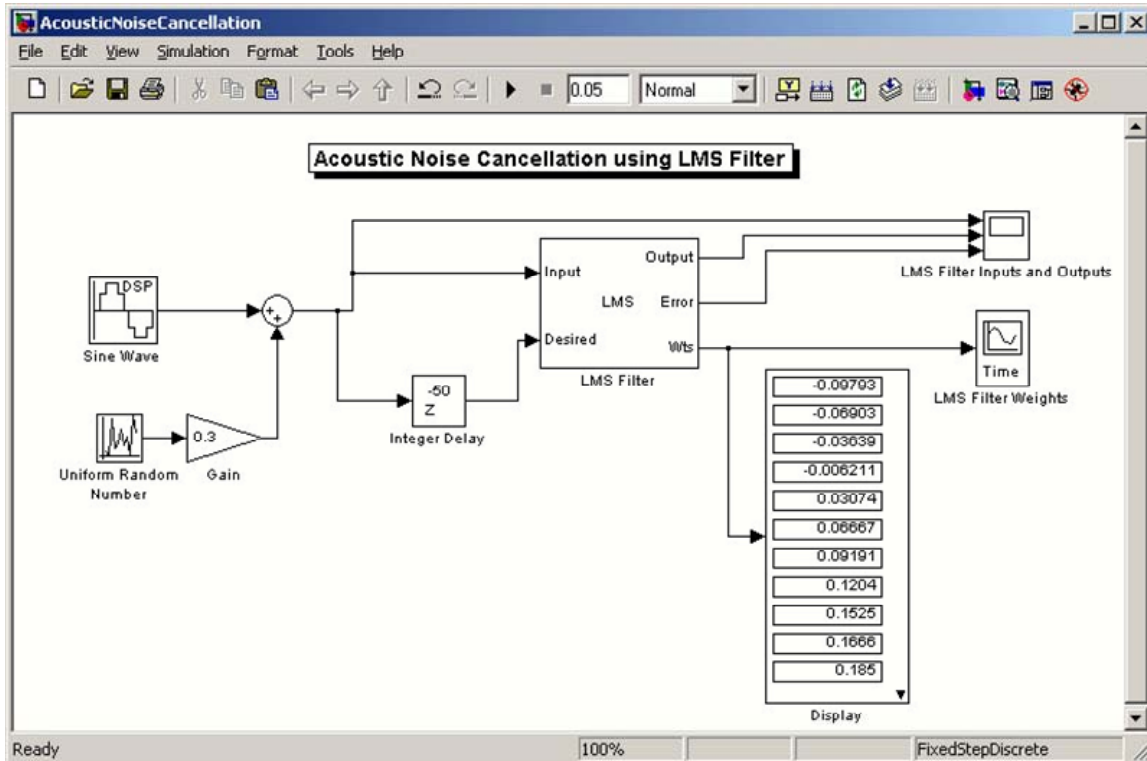 AcousticNoiseCancellation
File Edit View Simulation Format Tools Help
0.05 Normal
Acoustic Noise Cancellation using LMS Filter
DSP
Sine Wave
+
+
Uniform Random
Number
0.3
Gain
-50
Z
Integer Delay
Input
Desired
LMS
Output
Error
Wts
LMS Filter
LMS Filter Inputs and Outputs
Time
LMS Filter Weights
-0.09793
-0.06903
-0.03639
-0.006211
0.03074
0.06667
0.09191
0.1204
0.1525
0.1666
0.185
Display
Ready 100% FixedStepDiscrete